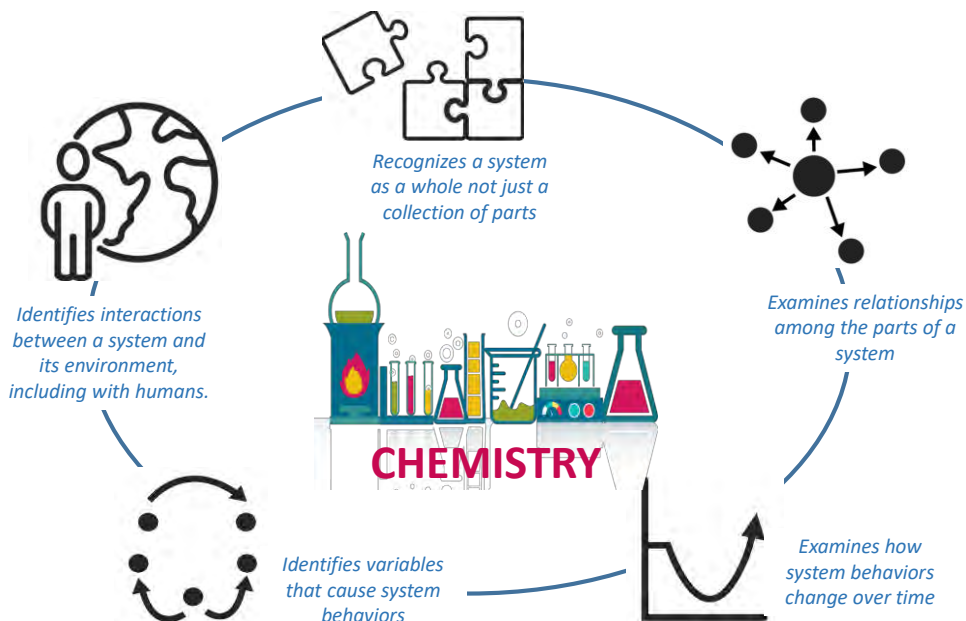 Recognizes a system
as a whole not just a
collection of parts
Examines relationships
among the parts of a
system
Examines how
system behaviors
change over time
Identifies variables
that cause system
behaviors
Identifies interactions
between a system and
its environment,
including with humans.
CHEMISTRY